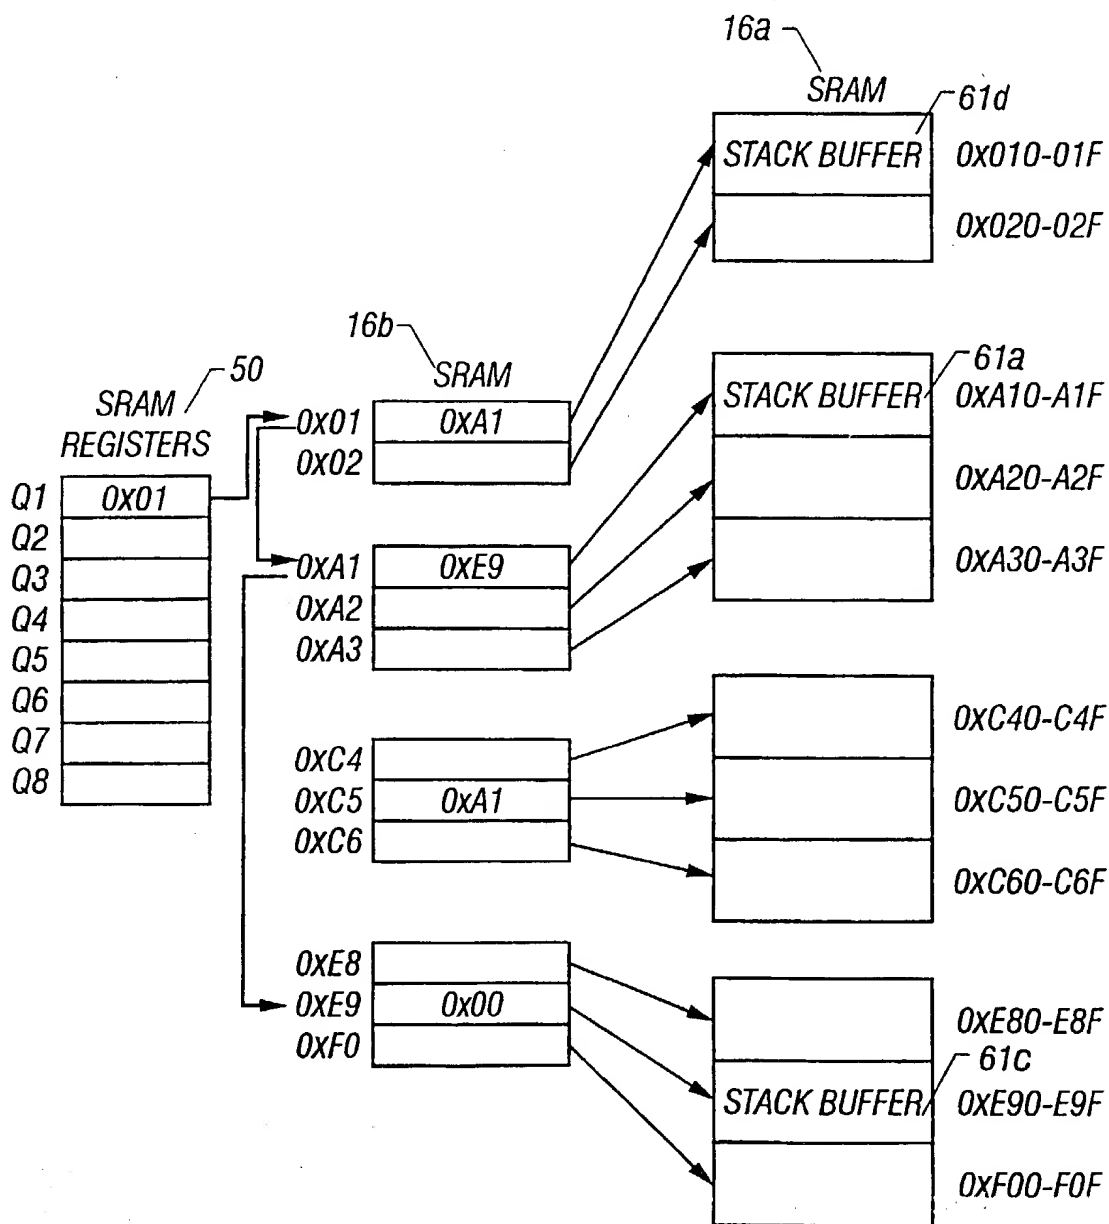 16a
SRAM
61d
STACK BUFFER
0X010-01F
0X020-02F
16b
SRAM
61a
STACK BUFFER
0XA10-A1F
0XA20-A2F
0XA30-A3F
50
SRAM
REGISTERS
0X01
0XA1
0X02
Q1
0X01
Q2
Q3
Q4
Q5
Q6
Q7
Q8
0XA1
0XE9
0XA2
0XA3
0XC4
0XC5
0XA1
0XC6
0XC40-C4F
0XC50-C5F
0XC60-C6F
0XE8
0XE9
0X00
0XF0
0XE80-E8F
61c
STACK BUFFER
0XE90-E9F
0XF00-F0F